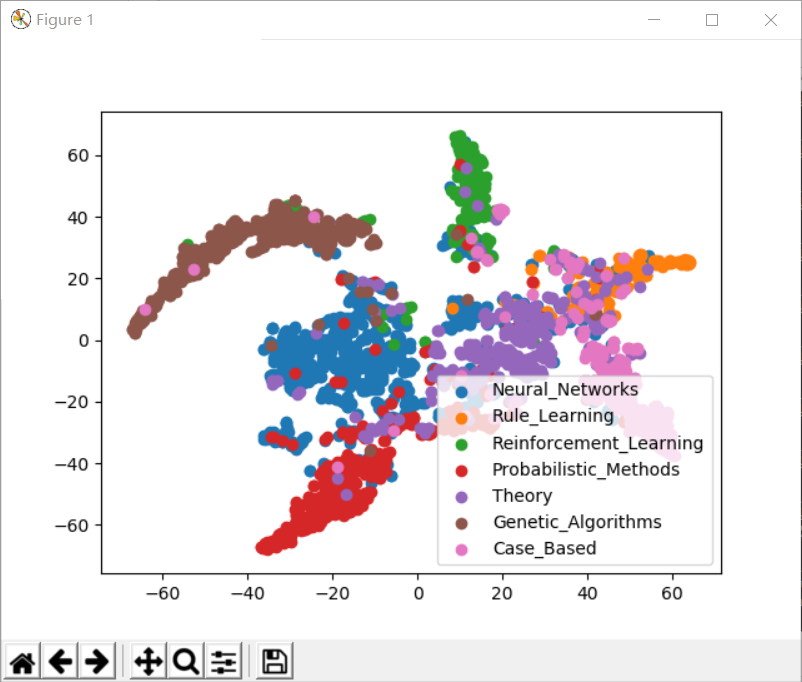 Figure 1
60
40
20
0
−20
−40
−60
−60 −40 −20 0 20 40 60
Neural_Networks
Rule_Learning
Reinforcement_Learning
Probabilistic_Methods
Theory
Genetic_Algorithms
Case_Based